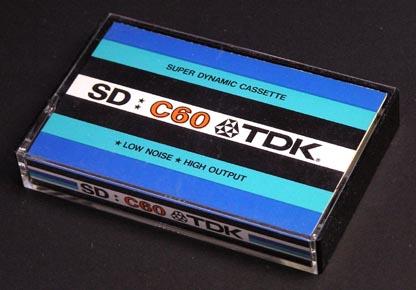 SUPER DYNAMIC CASSETTE
SD : C60 TDK®
★ LOW NOISE ★ HIGH OUTPUT
SD : C60 TDK